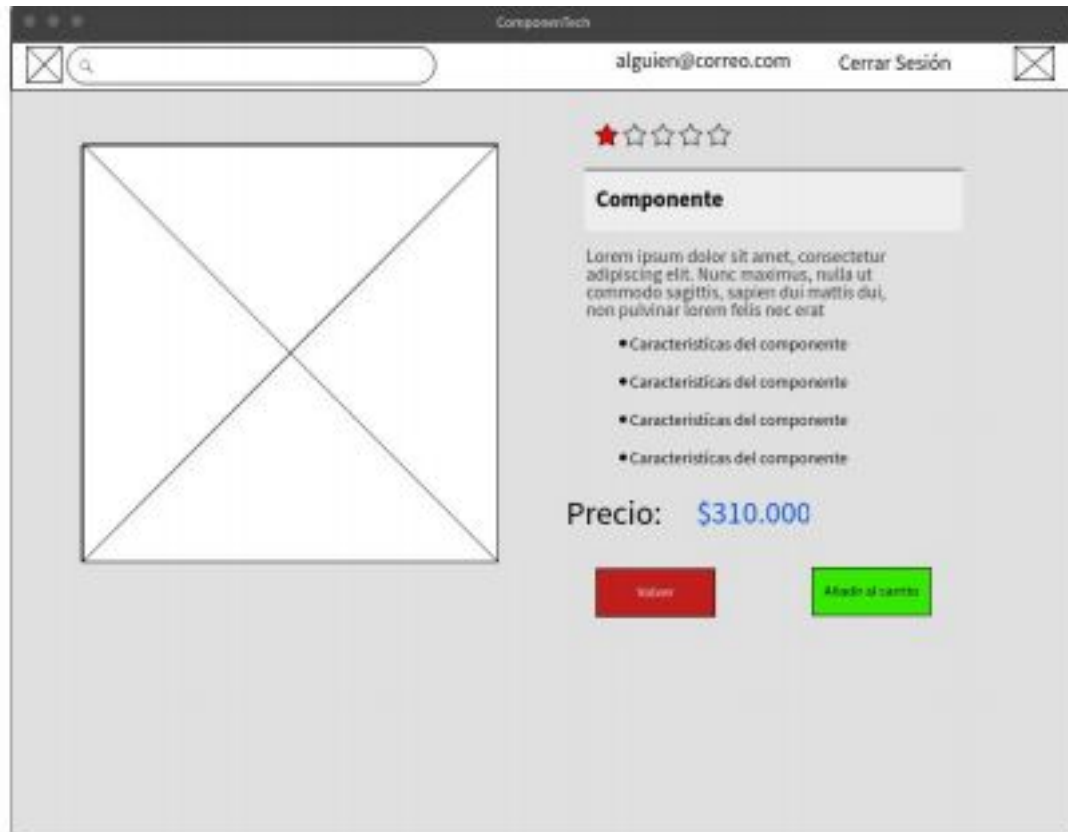 ComponenTech
alguien@correo.com
Cerrar Sesión
Componente
Lorem ipsum dolor sit amet, consectetur
adipiscing elit. Nunc maximus, nulla ut
commodo sagittis, sapien dui mattis dui,
non pulvinar lorem felis nec erat
Caracteristicas del componente
Caracteristicas del componente
Caracteristicas del componente
Caracteristicas del componente
Precio: $310.000
Volver
Añadir al carrito